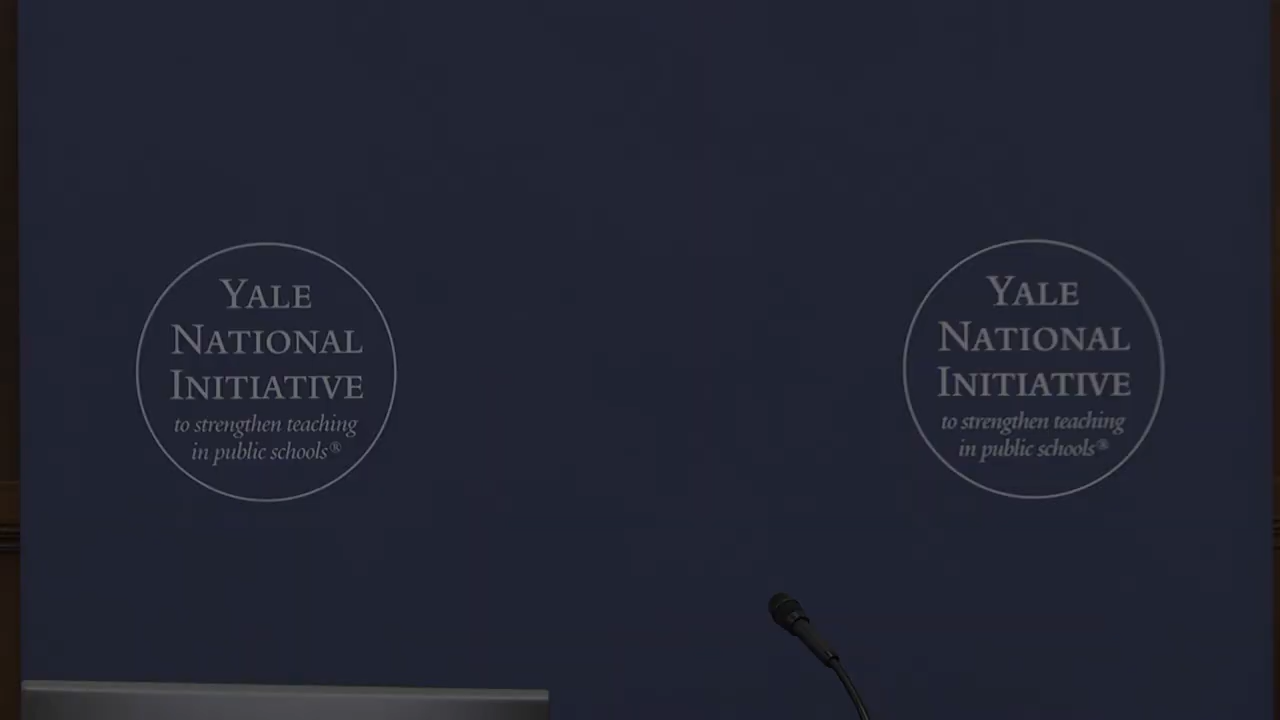 YALE
NATIONAL
INITIATIVE
to strengthen teaching
in public schools®
YALE
NATIONAL
INITIATIVE
to strengthen teaching
in public schools®